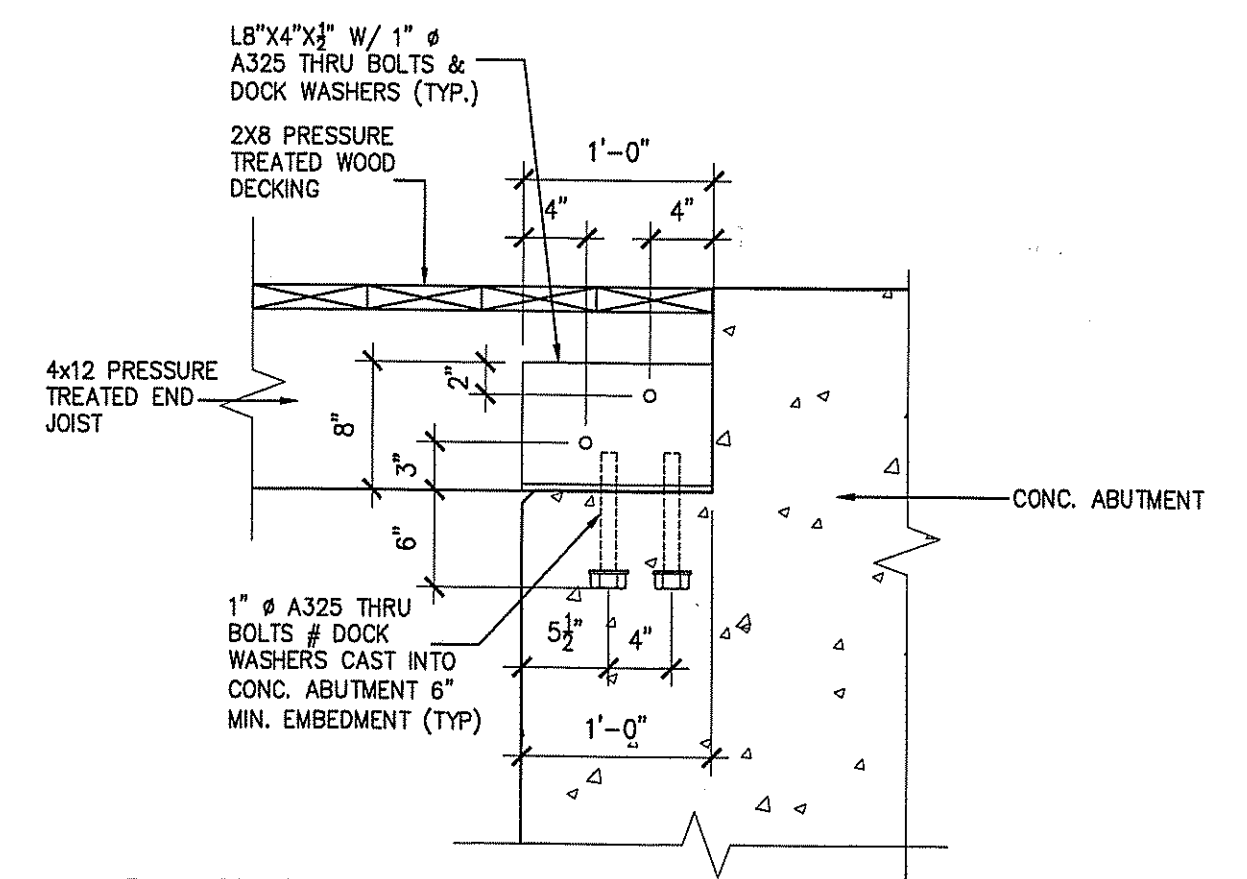 L8"X4"X½" W/ 1" ø
A325 THRU BOLTS &
DOCK WASHERS (TYP.)
2X8 PRESSURE
TREATED WOOD
DECKING
1'-0"
4"
4"
4x12 PRESSURE
TREATED END
JOIST
8"
2"
3"
6"
CONC. ABUTMENT
1" ø A325 THRU
BOLTS # DOCK
WASHERS CAST INTO
CONC. ABUTMENT 6"
MIN. EMBEDMENT (TYP)
5½"
4"
1'-0"